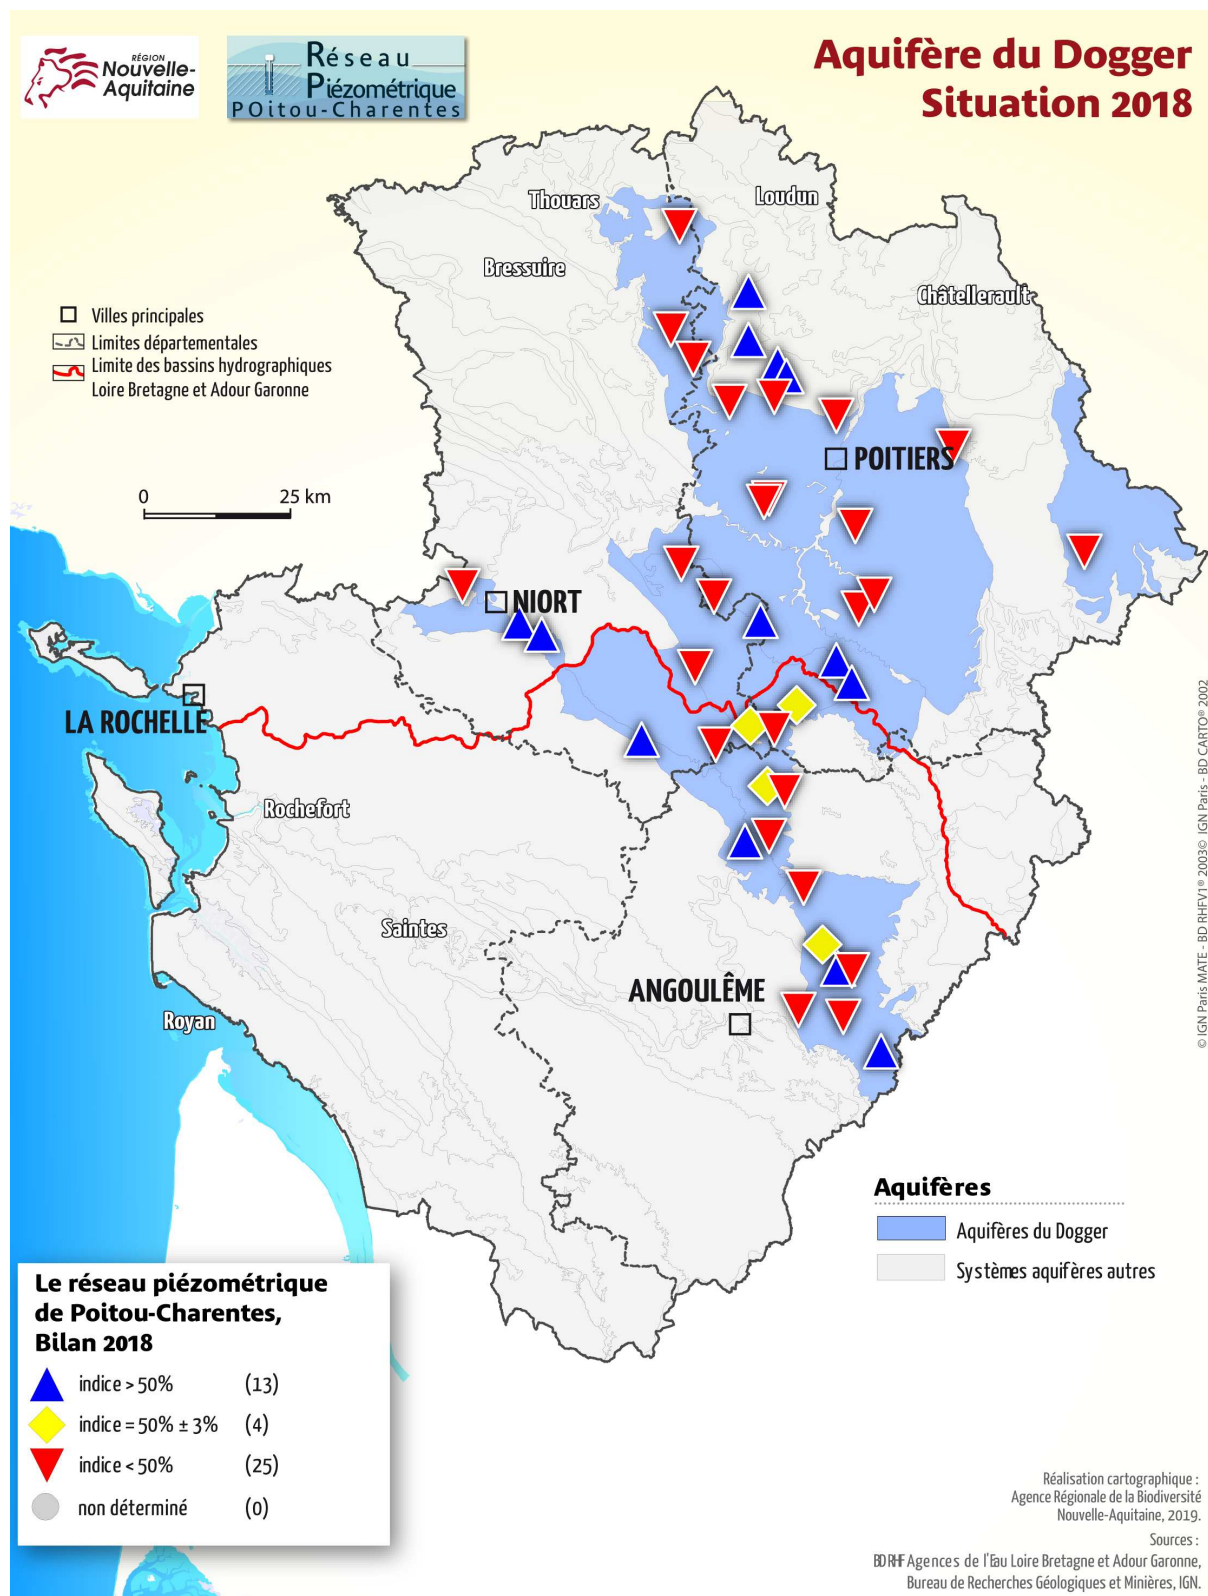 RÉGION
Nouvelle-
Aquitaine
Réseau
Piézométrique
POitou-Charentes
Aquifère du Dogger
Situation 2018
Thouars
Loudun
Bressuire
Châtellerault
Villes principales
Limites départementales
Limite des bassins hydrographiques
Loire Bretagne et Adour Garonne
POITIERS
0 25 km
NIORT
LA ROCHELLE
Rochefort
Saintes
ANGOULÊME
Royan
© IGN Paris MATE - BD RHFV1® 2003© IGN Paris - BD CARTO® 2002
Aquifères
Aquifères du Dogger
Systèmes aquifères autres
Le réseau piézométrique
de Poitou-Charentes,
Bilan 2018
indice > 50% (13)
indice = 50% ± 3% (4)
indice < 50% (25)
non déterminé (0)
Réalisation cartographique :
Agence Régionale de la Biodiversité
Nouvelle-Aquitaine, 2019.
Sources :
BD RHF Agences de l'Eau Loire Bretagne et Adour Garonne,
Bureau de Recherches Géologiques et Minières, IGN.